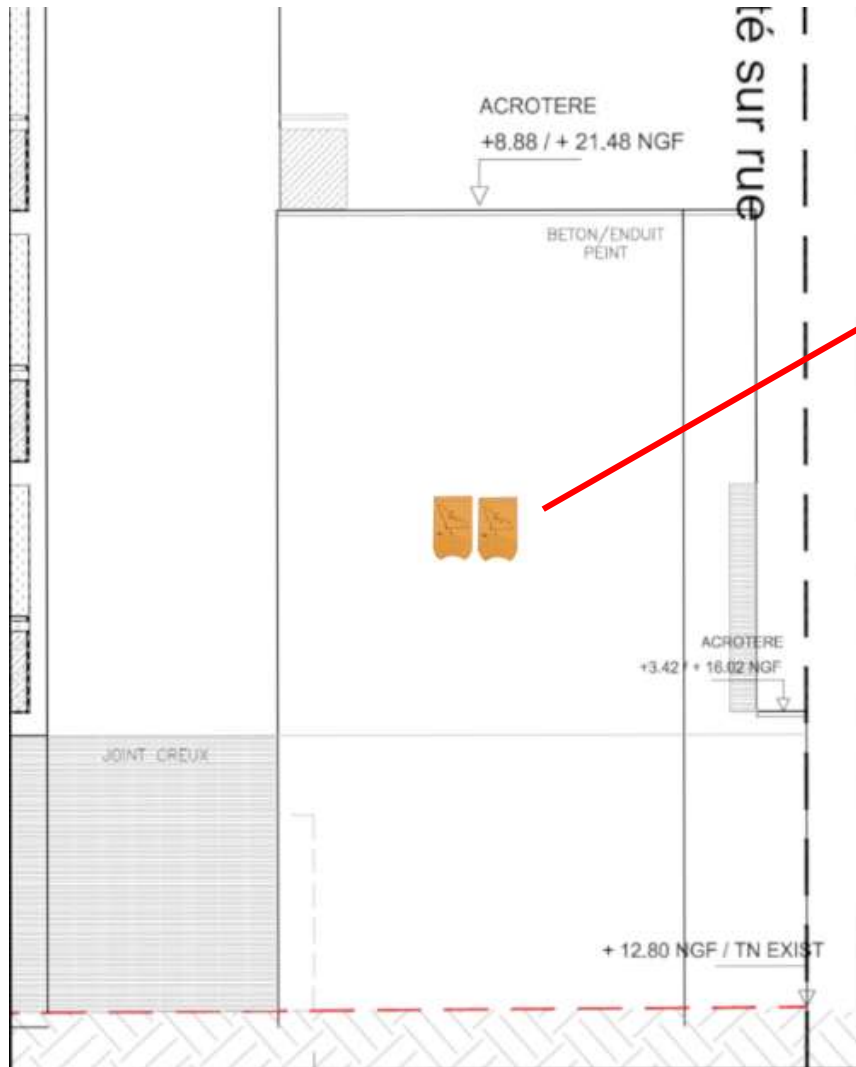 té sur rue
ACROTERE
+8.88 / + 21.48 NGF
BETON/ENDUIT
PEINT
ACROTERE
+3.42 / + 16.02 NGF
JOINT CREUX
+ 12.80 NGF / TN EXIST